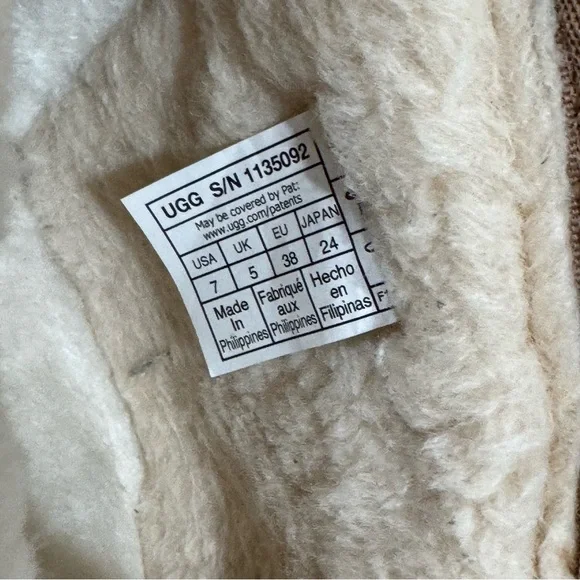 UGG S/N 1135092
May be covered by Pat:
www.ugg.com/patents
USA UK EU JAPAN
7 5 38 24
Made Fabriqué Hecho
In aux en
Philippines Philippines Filipinas